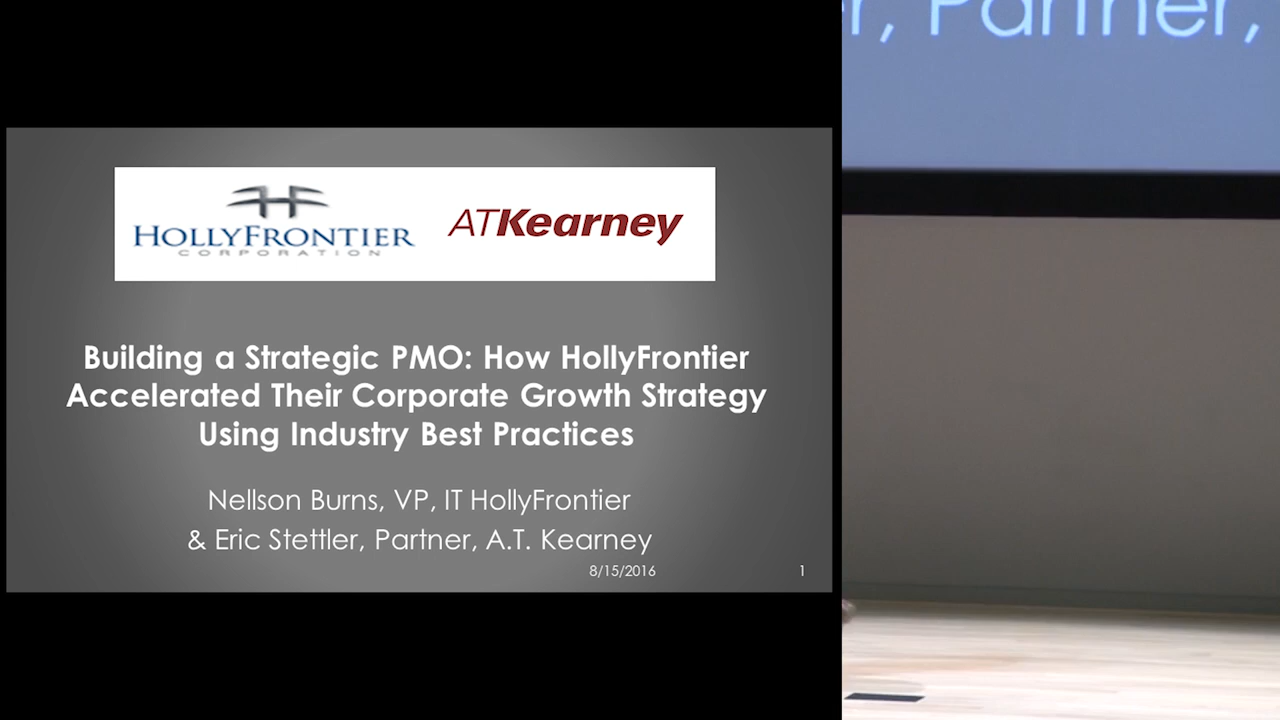 HOLLYFRONTIER
CORPORATION
ATKearney
Building a Strategic PMO: How HollyFrontier
Accelerated Their Corporate Growth Strategy
Using Industry Best Practices
Nellson Burns, VP, IT HollyFrontier
& Eric Stettler, Partner, A.T. Kearney
8/15/2016
1
r, Partner,